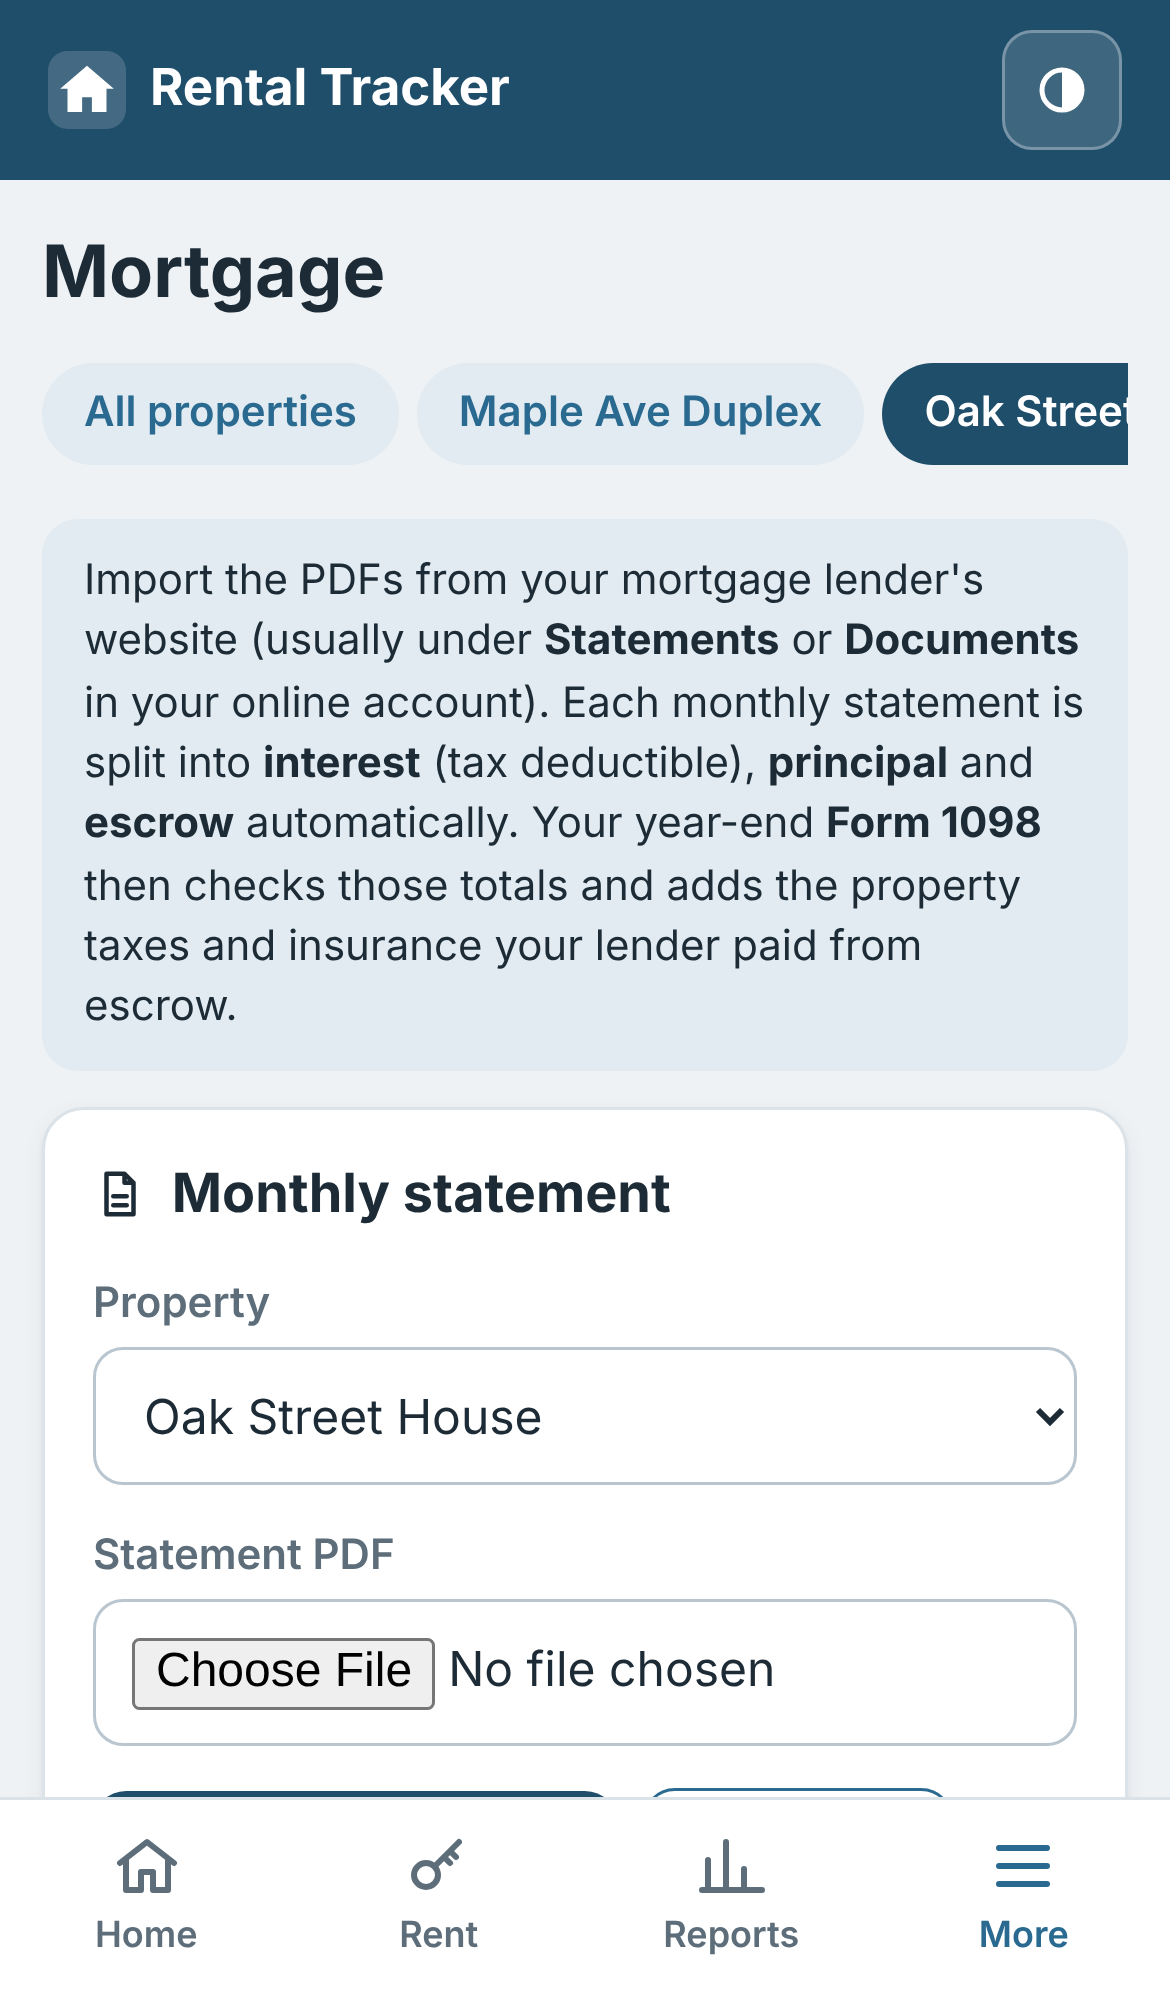 Rental Tracker
Mortgage
All properties
Maple Ave Duplex
Oak Street
Import the PDFs from your mortgage lender's
website (usually under Statements or Documents
in your online account). Each monthly statement is
split into interest (tax deductible), principal and
escrow automatically. Your year-end Form 1098
then checks those totals and adds the property
taxes and insurance your lender paid from
escrow.
Monthly statement
Property
Oak Street House
Statement PDF
Choose File No file chosen
Home
Rent
Reports
More